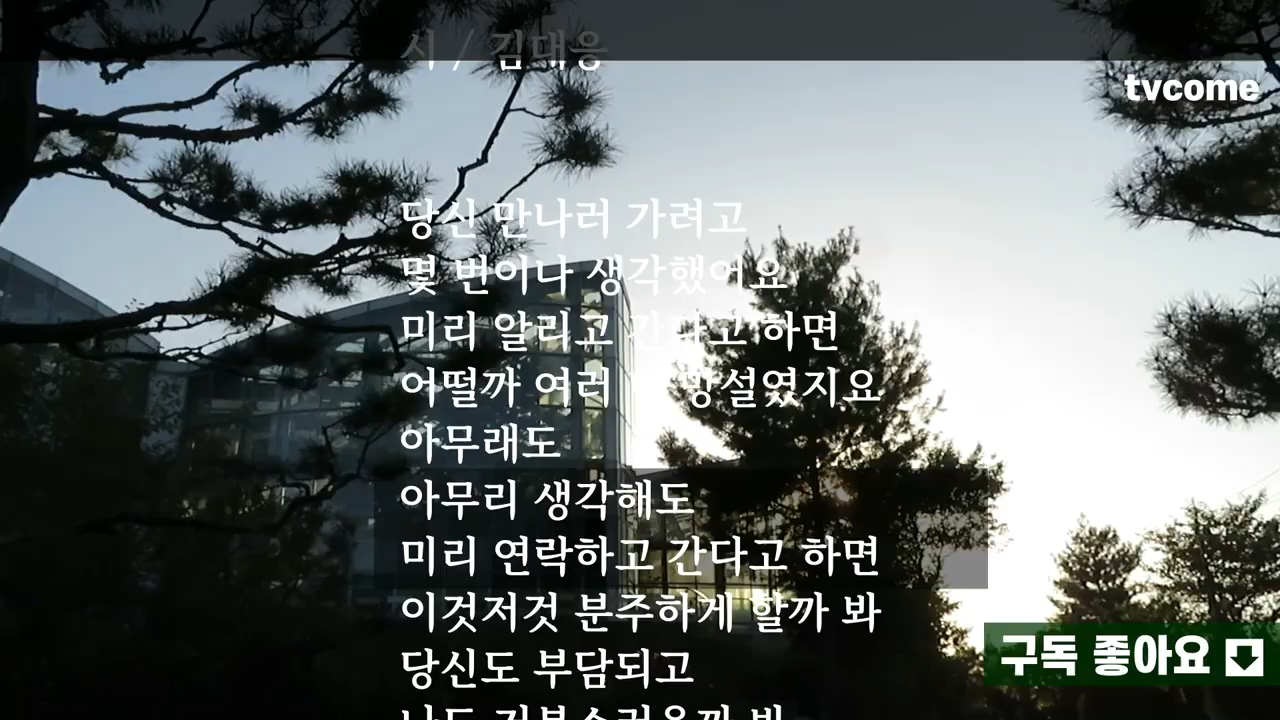 시 / 김대응
tvcome
당신 만나러 가려고
몇 번이나 생각했어요
미리 알리고 간다고 하면
어떨까 여러 망설였지요
아무래도
아무리 생각해도
미리 연락하고 간다고 하면
이것저것 분주하게 할까 봐
당신도 부담되고
구독 좋아요